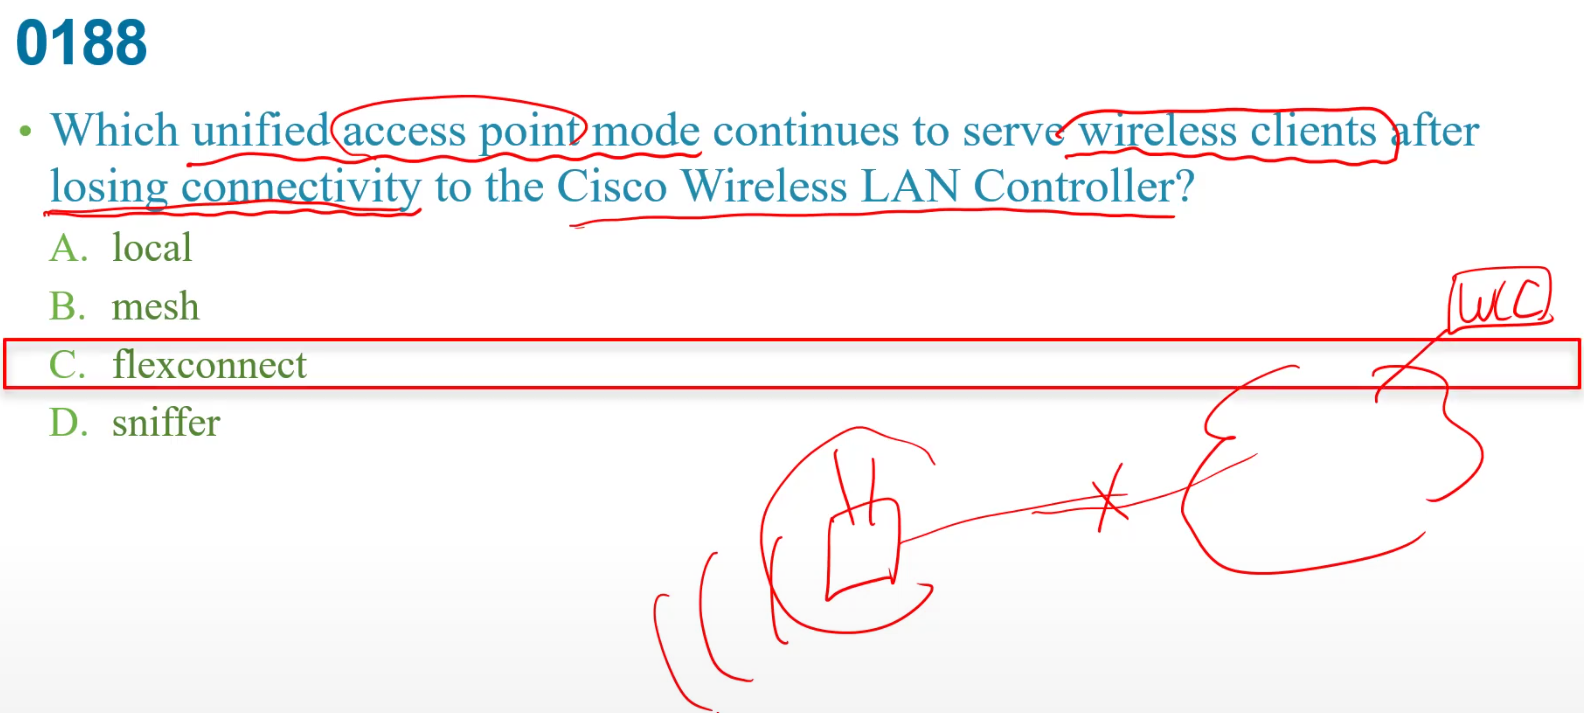 0188
• Which unified access point mode continues to serve wireless clients after
losing connectivity to the Cisco Wireless LAN Controller?
A. local
B. mesh
C. flexconnect
D. sniffer
WLC